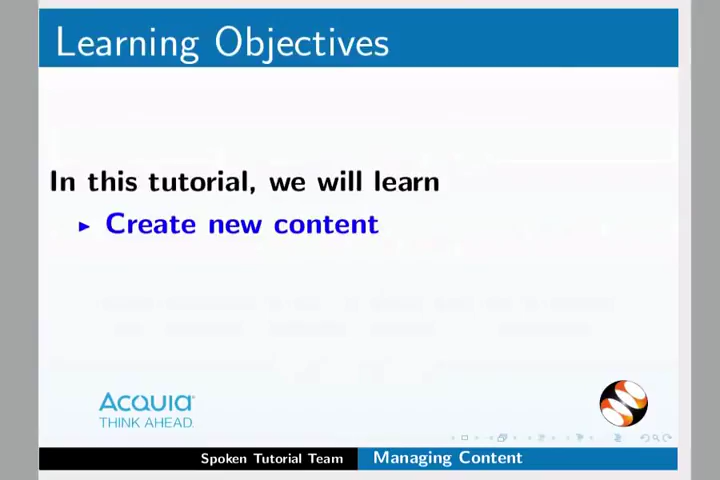 Learning Objectives
In this tutorial, we will learn
Create new content
Acquia
THINK AHEAD.
Spoken Tutorial Team
Managing Content